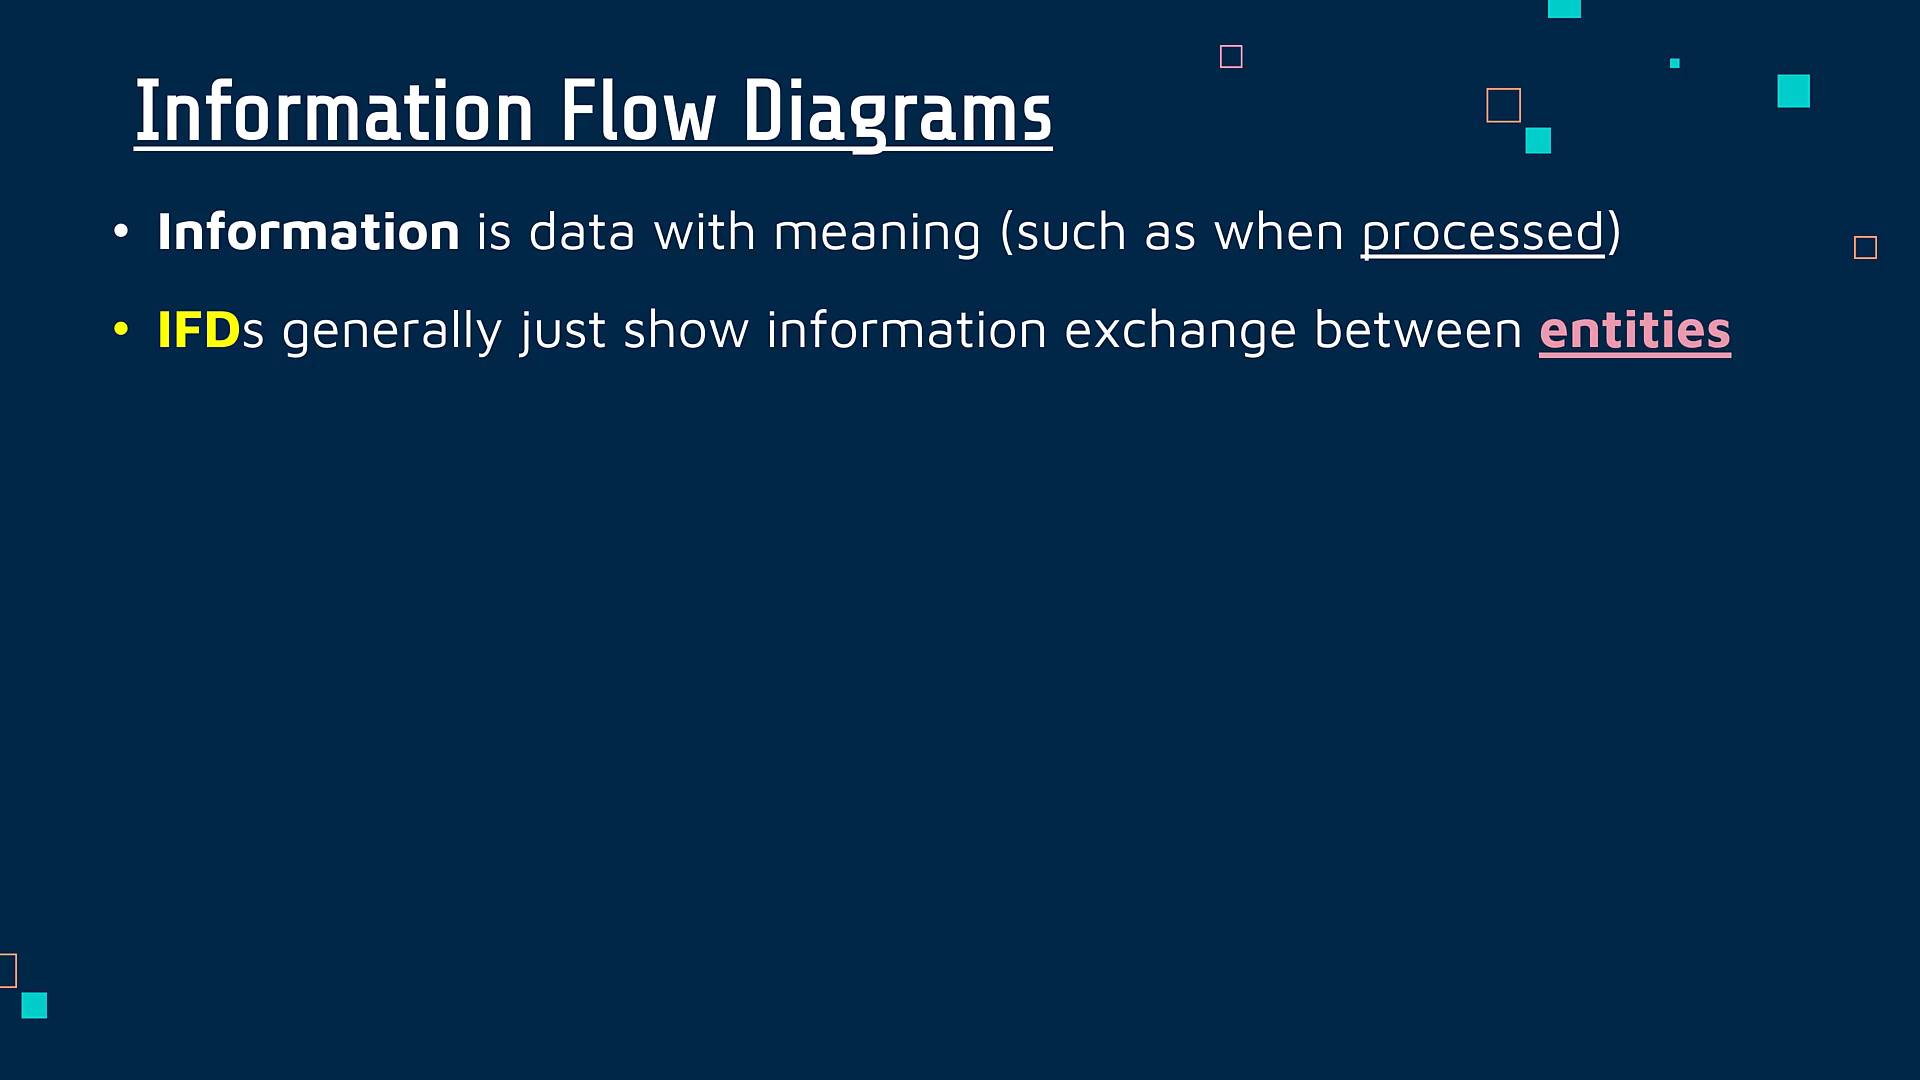 Information Flow Diagrams
• Information is data with meaning (such as when processed)
• IFDs generally just show information exchange between entities